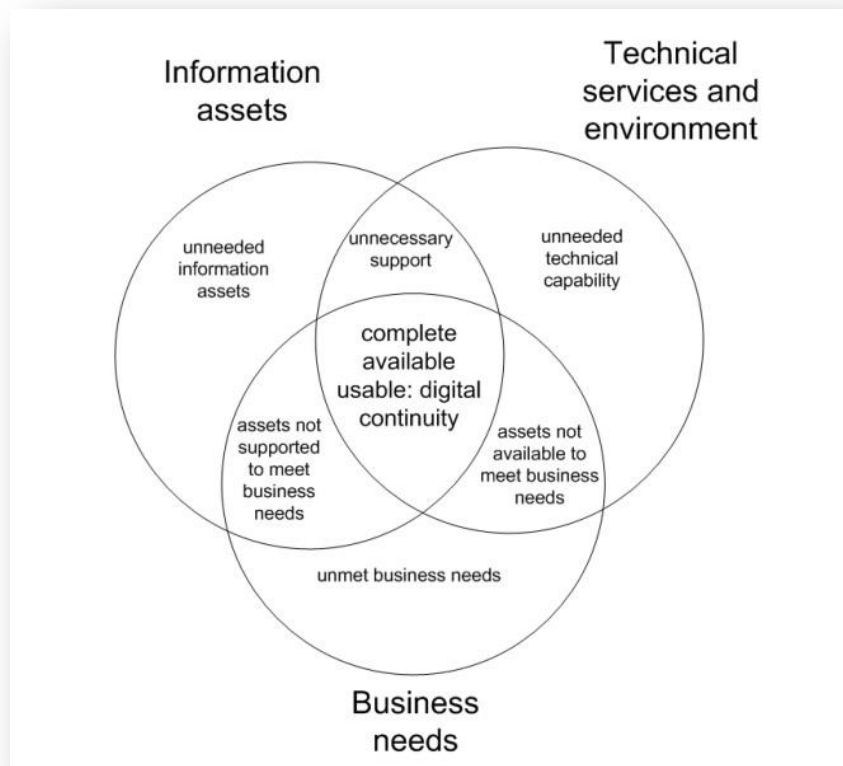 Information
assets
Technical
services and
environment
unneeded
information
assets
unnecessary
support
unneeded
technical
capability
complete
available
usable: digital
continuity
assets not
supported
to meet
business
needs
assets not
available to
meet business
needs
unmet business needs
Business
needs